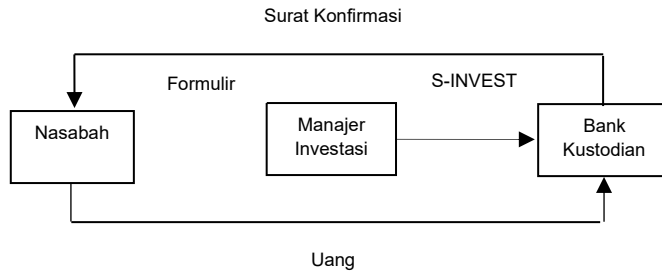 Surat Konfirmasi
Formulir
S-INVEST
Nasabah
Manajer
Investasi
Bank
Kustodian
Uang